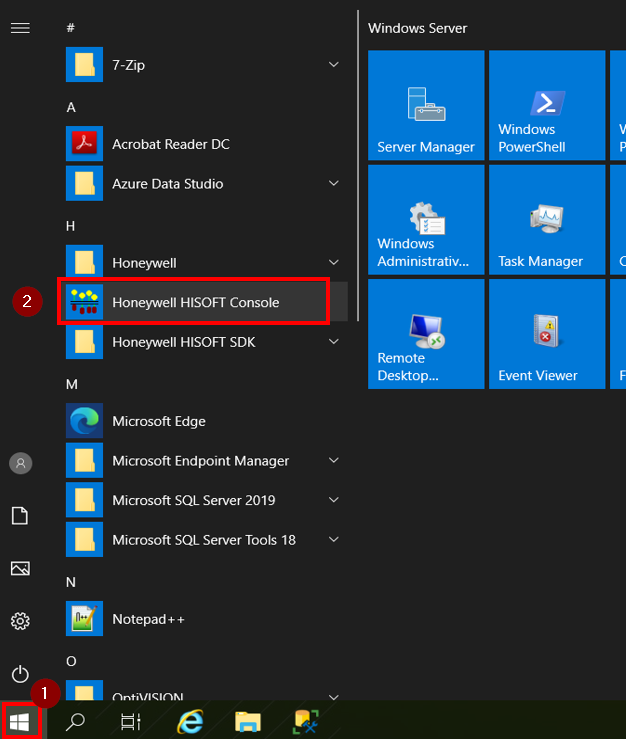 #
Windows Server
7-Zip
A
Acrobat Reader DC
Azure Data Studio
Server Manager
Windows
PowerShell
H
Honeywell
2
Honeywell HISOFT Console
Honeywell HISOFT SDK
Windows
Administrativ...
Task Manager
Remote
Desktop...
Event Viewer
M
Microsoft Edge
Microsoft Endpoint Manager
Microsoft SQL Server 2019
Microsoft SQL Server Tools 18
N
Notepad++
O
OptiVISION
1